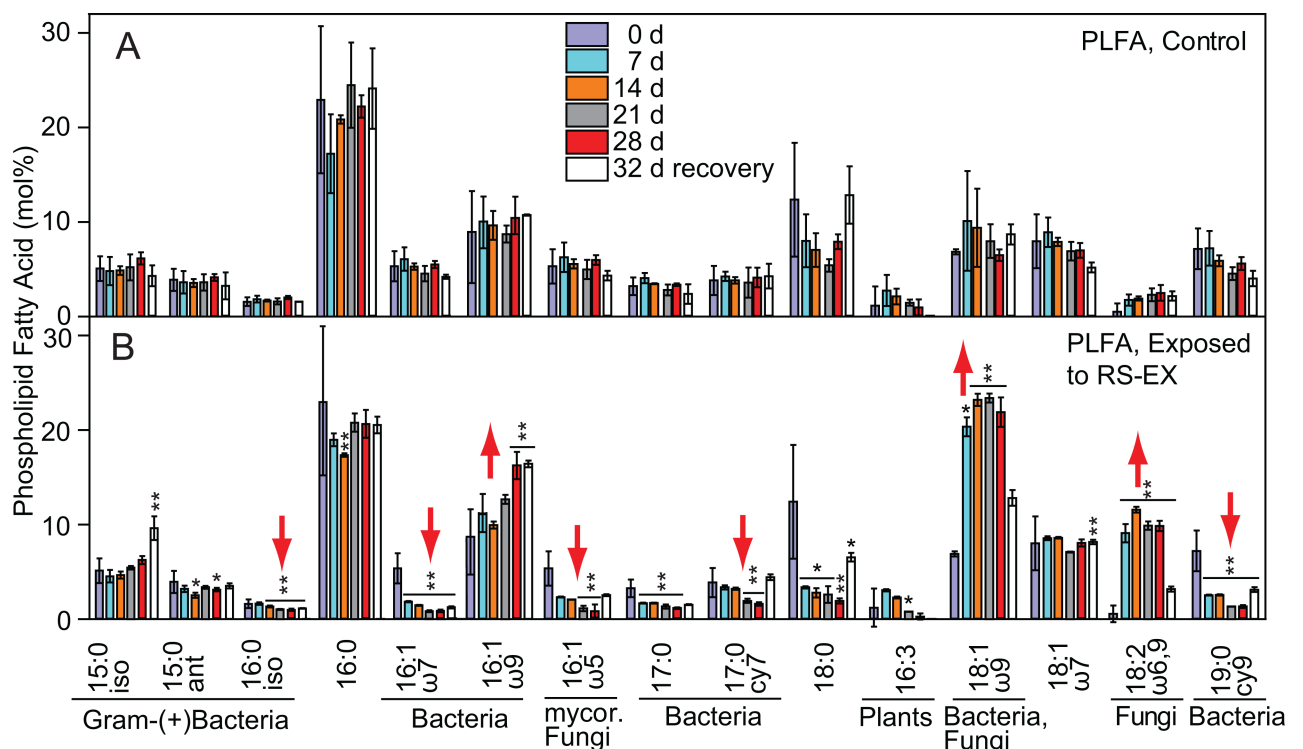 Phospholipid Fatty Acid (mol%)
A
PLFA, Control
30
20
10
0
0 d
7 d
14 d
21 d
28 d
32 d recovery
B
PLFA, Exposed
to RS-EX
30
20
10
0
**
*
*
**
**
**
**
**
**
**
*
**
*
*
*
**
**
**
**
15:0 iso
15:0 ant
16:0 iso
16:0
16:1 ω7
16:1 ω9
16:1 ω5
17:0
17:0 cy7
18:0
16:3
18:1 ω9
18:1 ω7
18:2 ω6,9
19:0 cy9
Gram-(+)Bacteria
Bacteria
mycor.
Fungi
Bacteria
Plants
Bacteria,
Fungi
Fungi
Bacteria